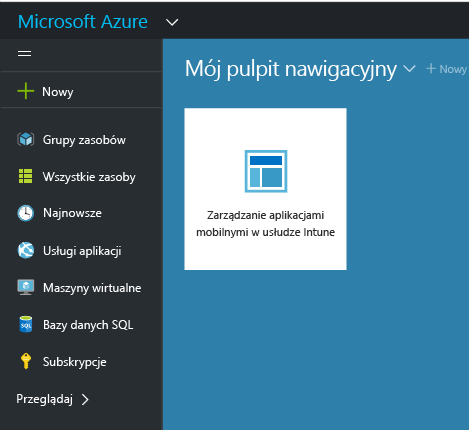 Microsoft Azure
Mój pulpit nawigacyjny
+ Nowy
Nowy
Grupy zasobów
Wszystkie zasoby
Najnowsze
Usługi aplikacji
Maszyny wirtualne
SQL
Bazy danych SQL
Subskrypcje
Przeglądaj
Zarządzanie aplikacjami
mobilnymi w usłudze Intune